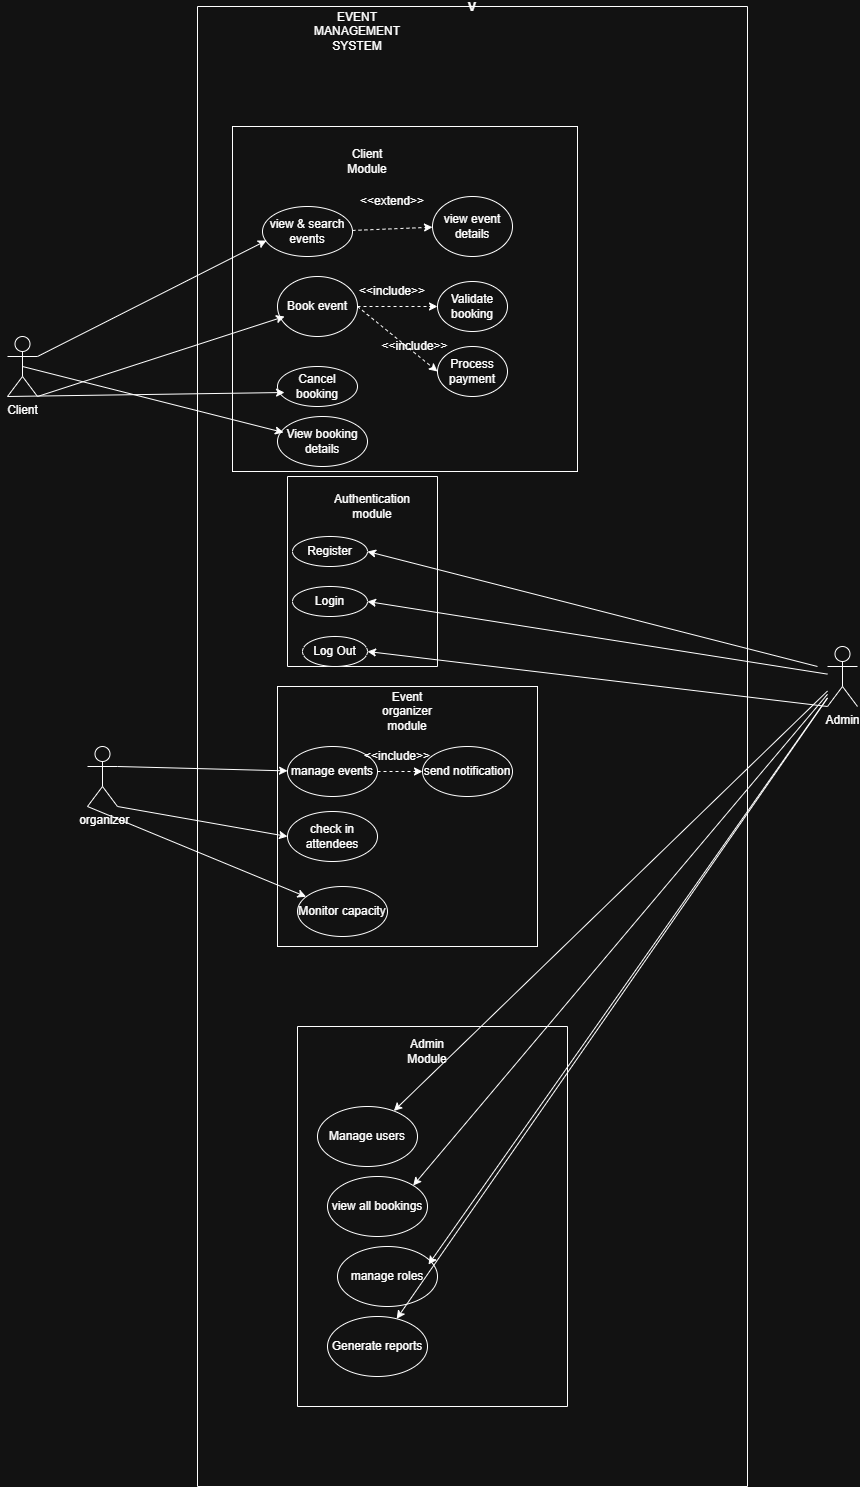 v
EVENT
MANAGEMENT
SYSTEM
Client
Module
<<extend>>
view & search
events
view event
details
<<include>>
Book event
Validate
booking
<<include>>
Process
payment
Cancel
booking
Client
View booking
details
Authentication
module
Register
Login
Log Out
Admin
Event
organizer
module
<<include>>
manage events
send notification
organizer
check in
attendees
Monitor capacity
Admin
Module
Manage users
view all bookings
manage roles
Generate reports